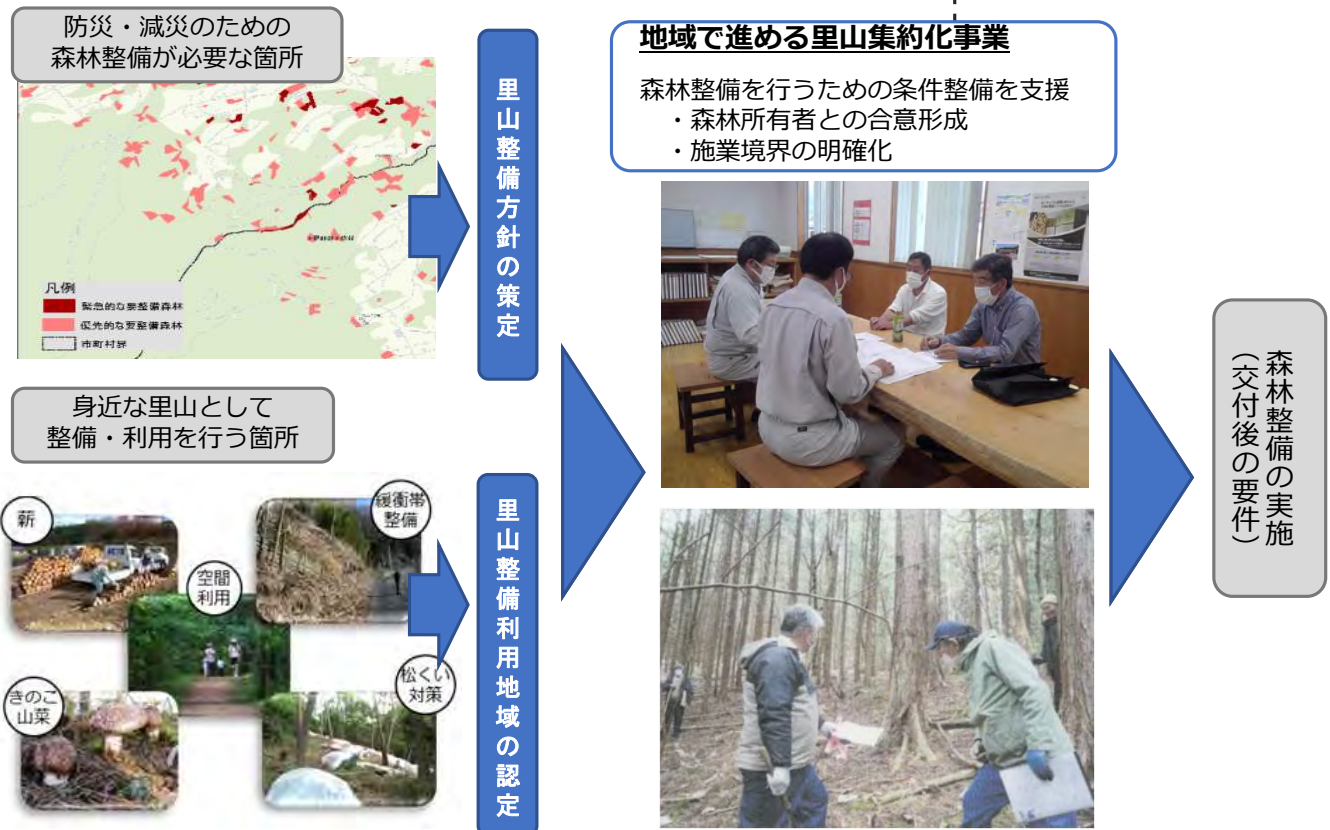 防災・減災のための
森林整備が必要な箇所
凡例
緊急的な要整備森林
優先的な要整備森林
市町村界
里山整備方針の策定
身近な里山として
整備・利用を行う箇所
薪
緩衝帯
整備
空間
利用
きのこ
山菜
松くい
対策
里山整備利用地域の認定
地域で進める里山集約化事業
森林整備を行うための条件整備を支援
・森林所有者との合意形成
・施業境界の明確化
森林整備の実施
（交付後の要件）